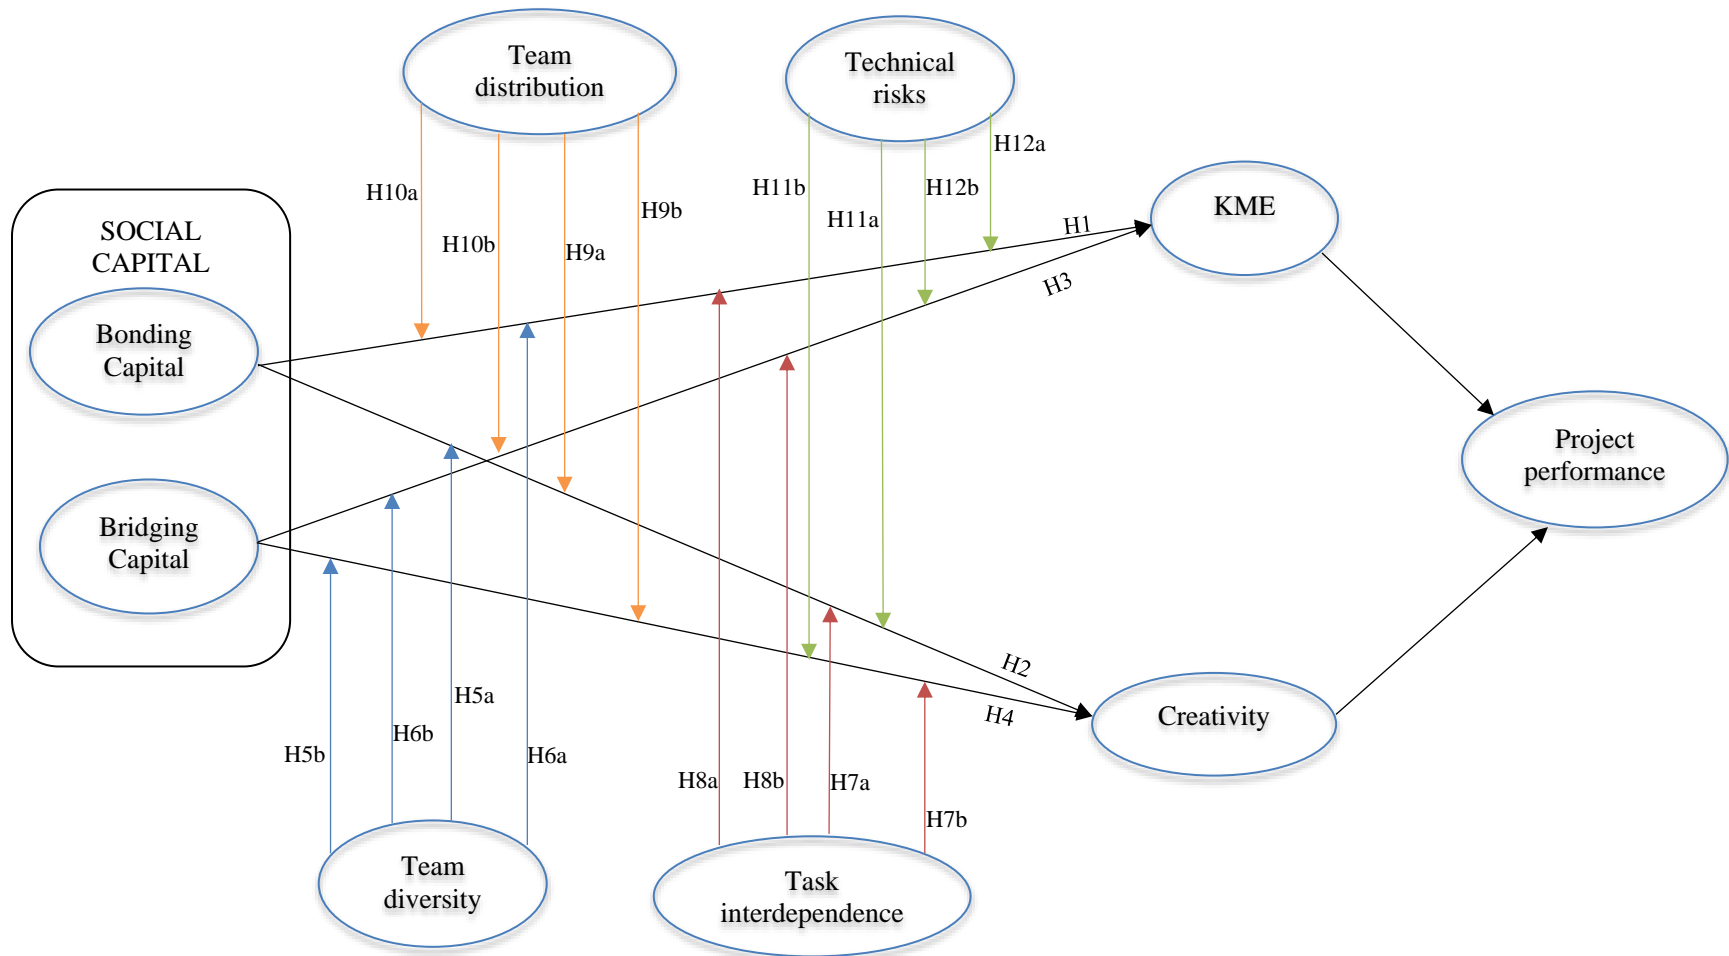 Team
distribution
Technical
risks
H12a
H10a
H11b
H12b
H9b
H11a
H10b
H9a
KME
H1
H3
SOCIAL
CAPITAL
Bonding
Capital
Bridging
Capital
Project
performance
H2
H4
Creativity
H5a
H6b
H5b
H6a
H8a
H8b
H7a
H7b
Team
diversity
Task
interdependence